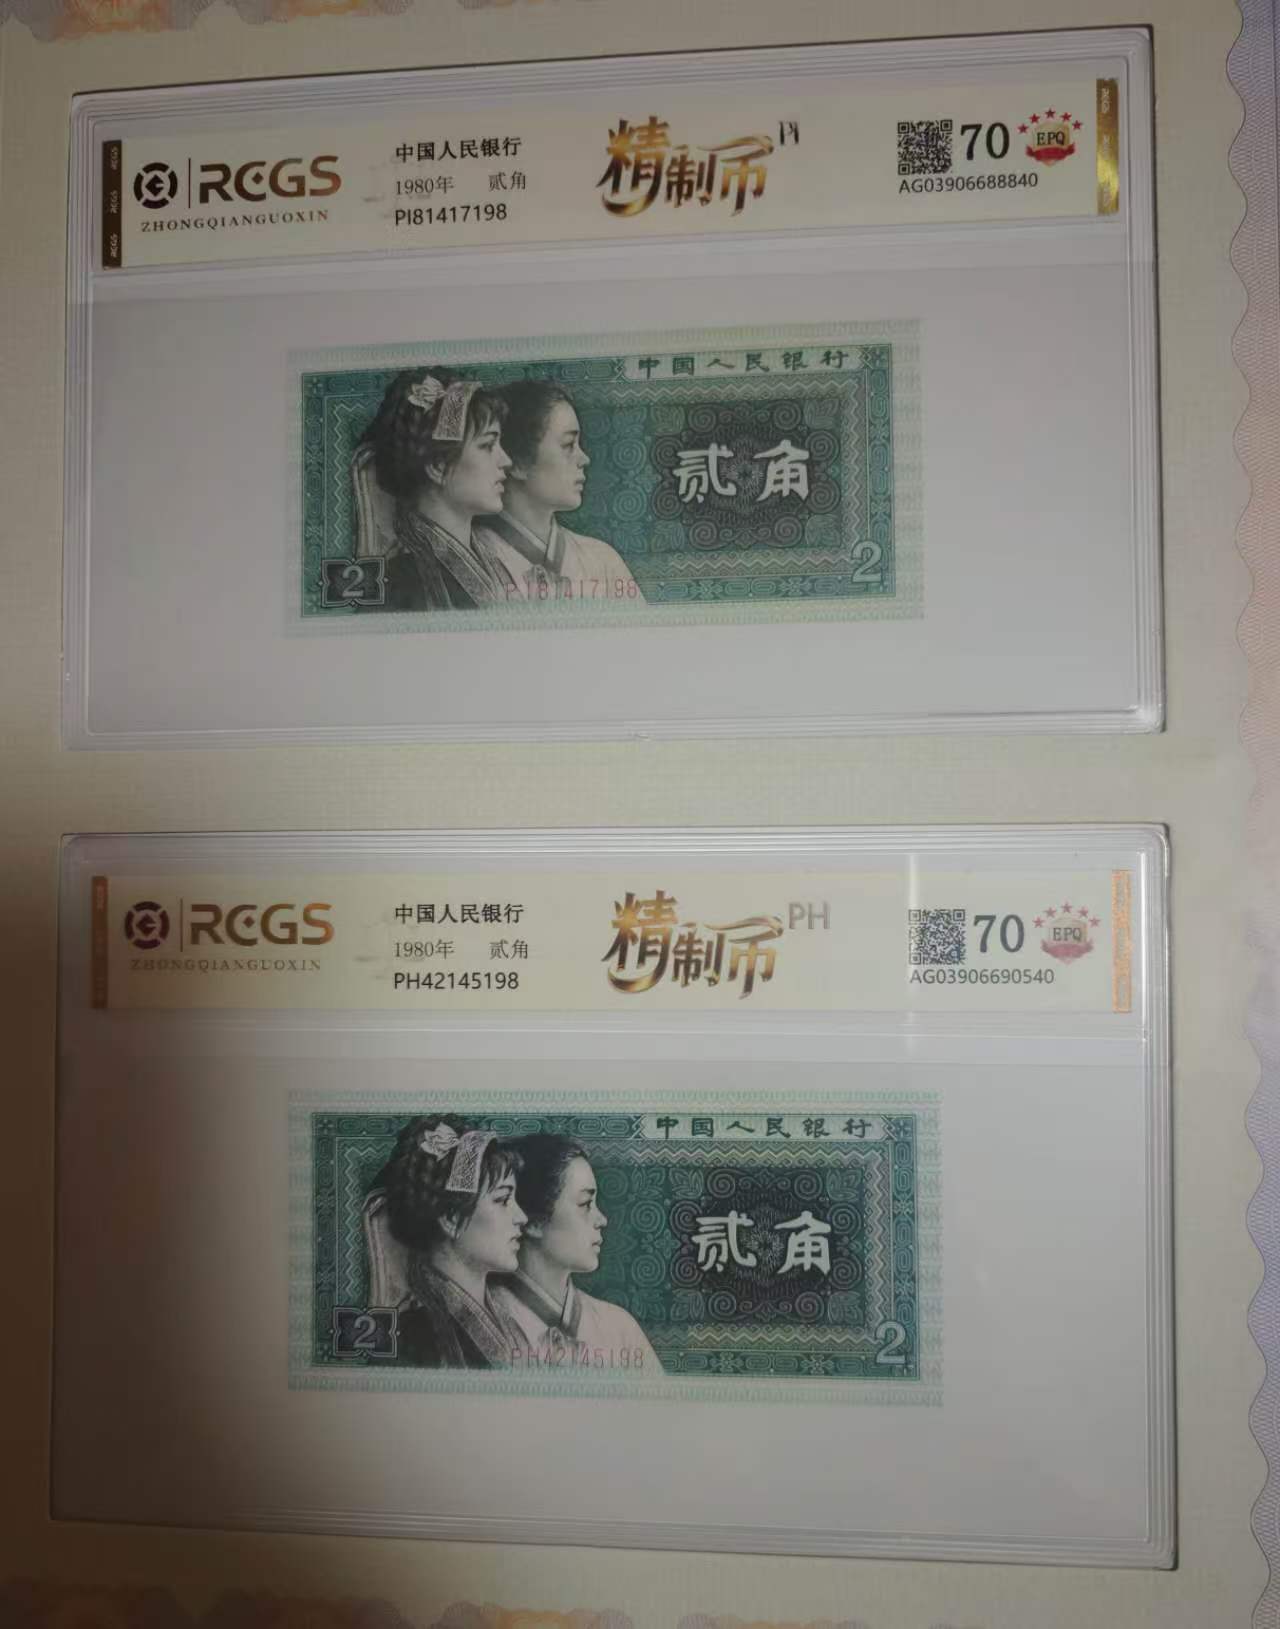 RCGS
ZHONGQIANGUOXIN
中国人民银行
1980年 贰角
PI81417198
精制币 PI
70 EPQ
AG03906688840
RCGS
RCGS
RCGS
中国人民银行
贰角
2
2
PI81417198
RCGS
ZHONGQIANGUOXIN
中国人民银行
1980年 贰角
PH42145198
精制币 PH
70 EPQ
AG03906690540
中国人民银行
贰角
2
2
PH42145198